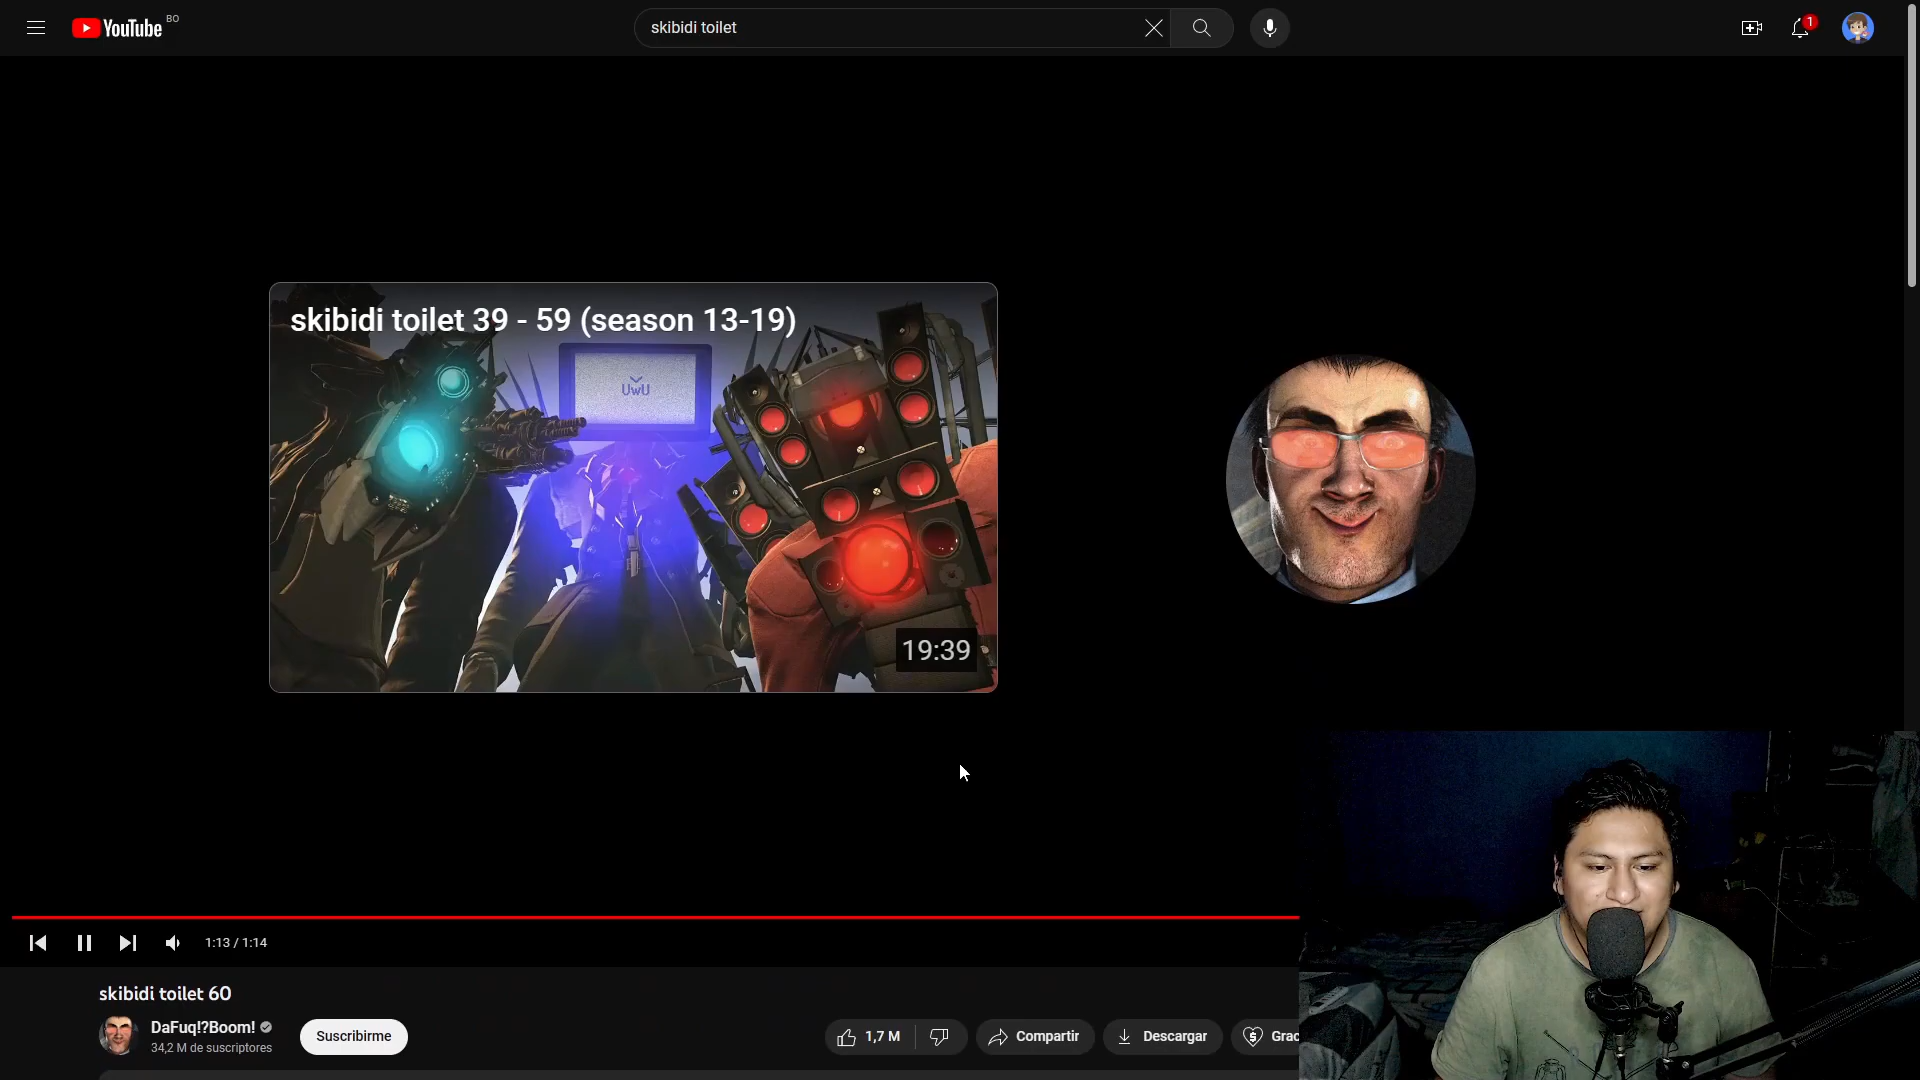 YouTube BO
skibidi toilet
1
skibidi toilet 39 - 59 (season 13-19)
UwU
19:39
1:13 / 1:14
skibidi toilet 60
DaFuq!?Boom!
34,2 M de suscriptores
Suscribirme
1,7 M
Compartir
Descargar
Grac